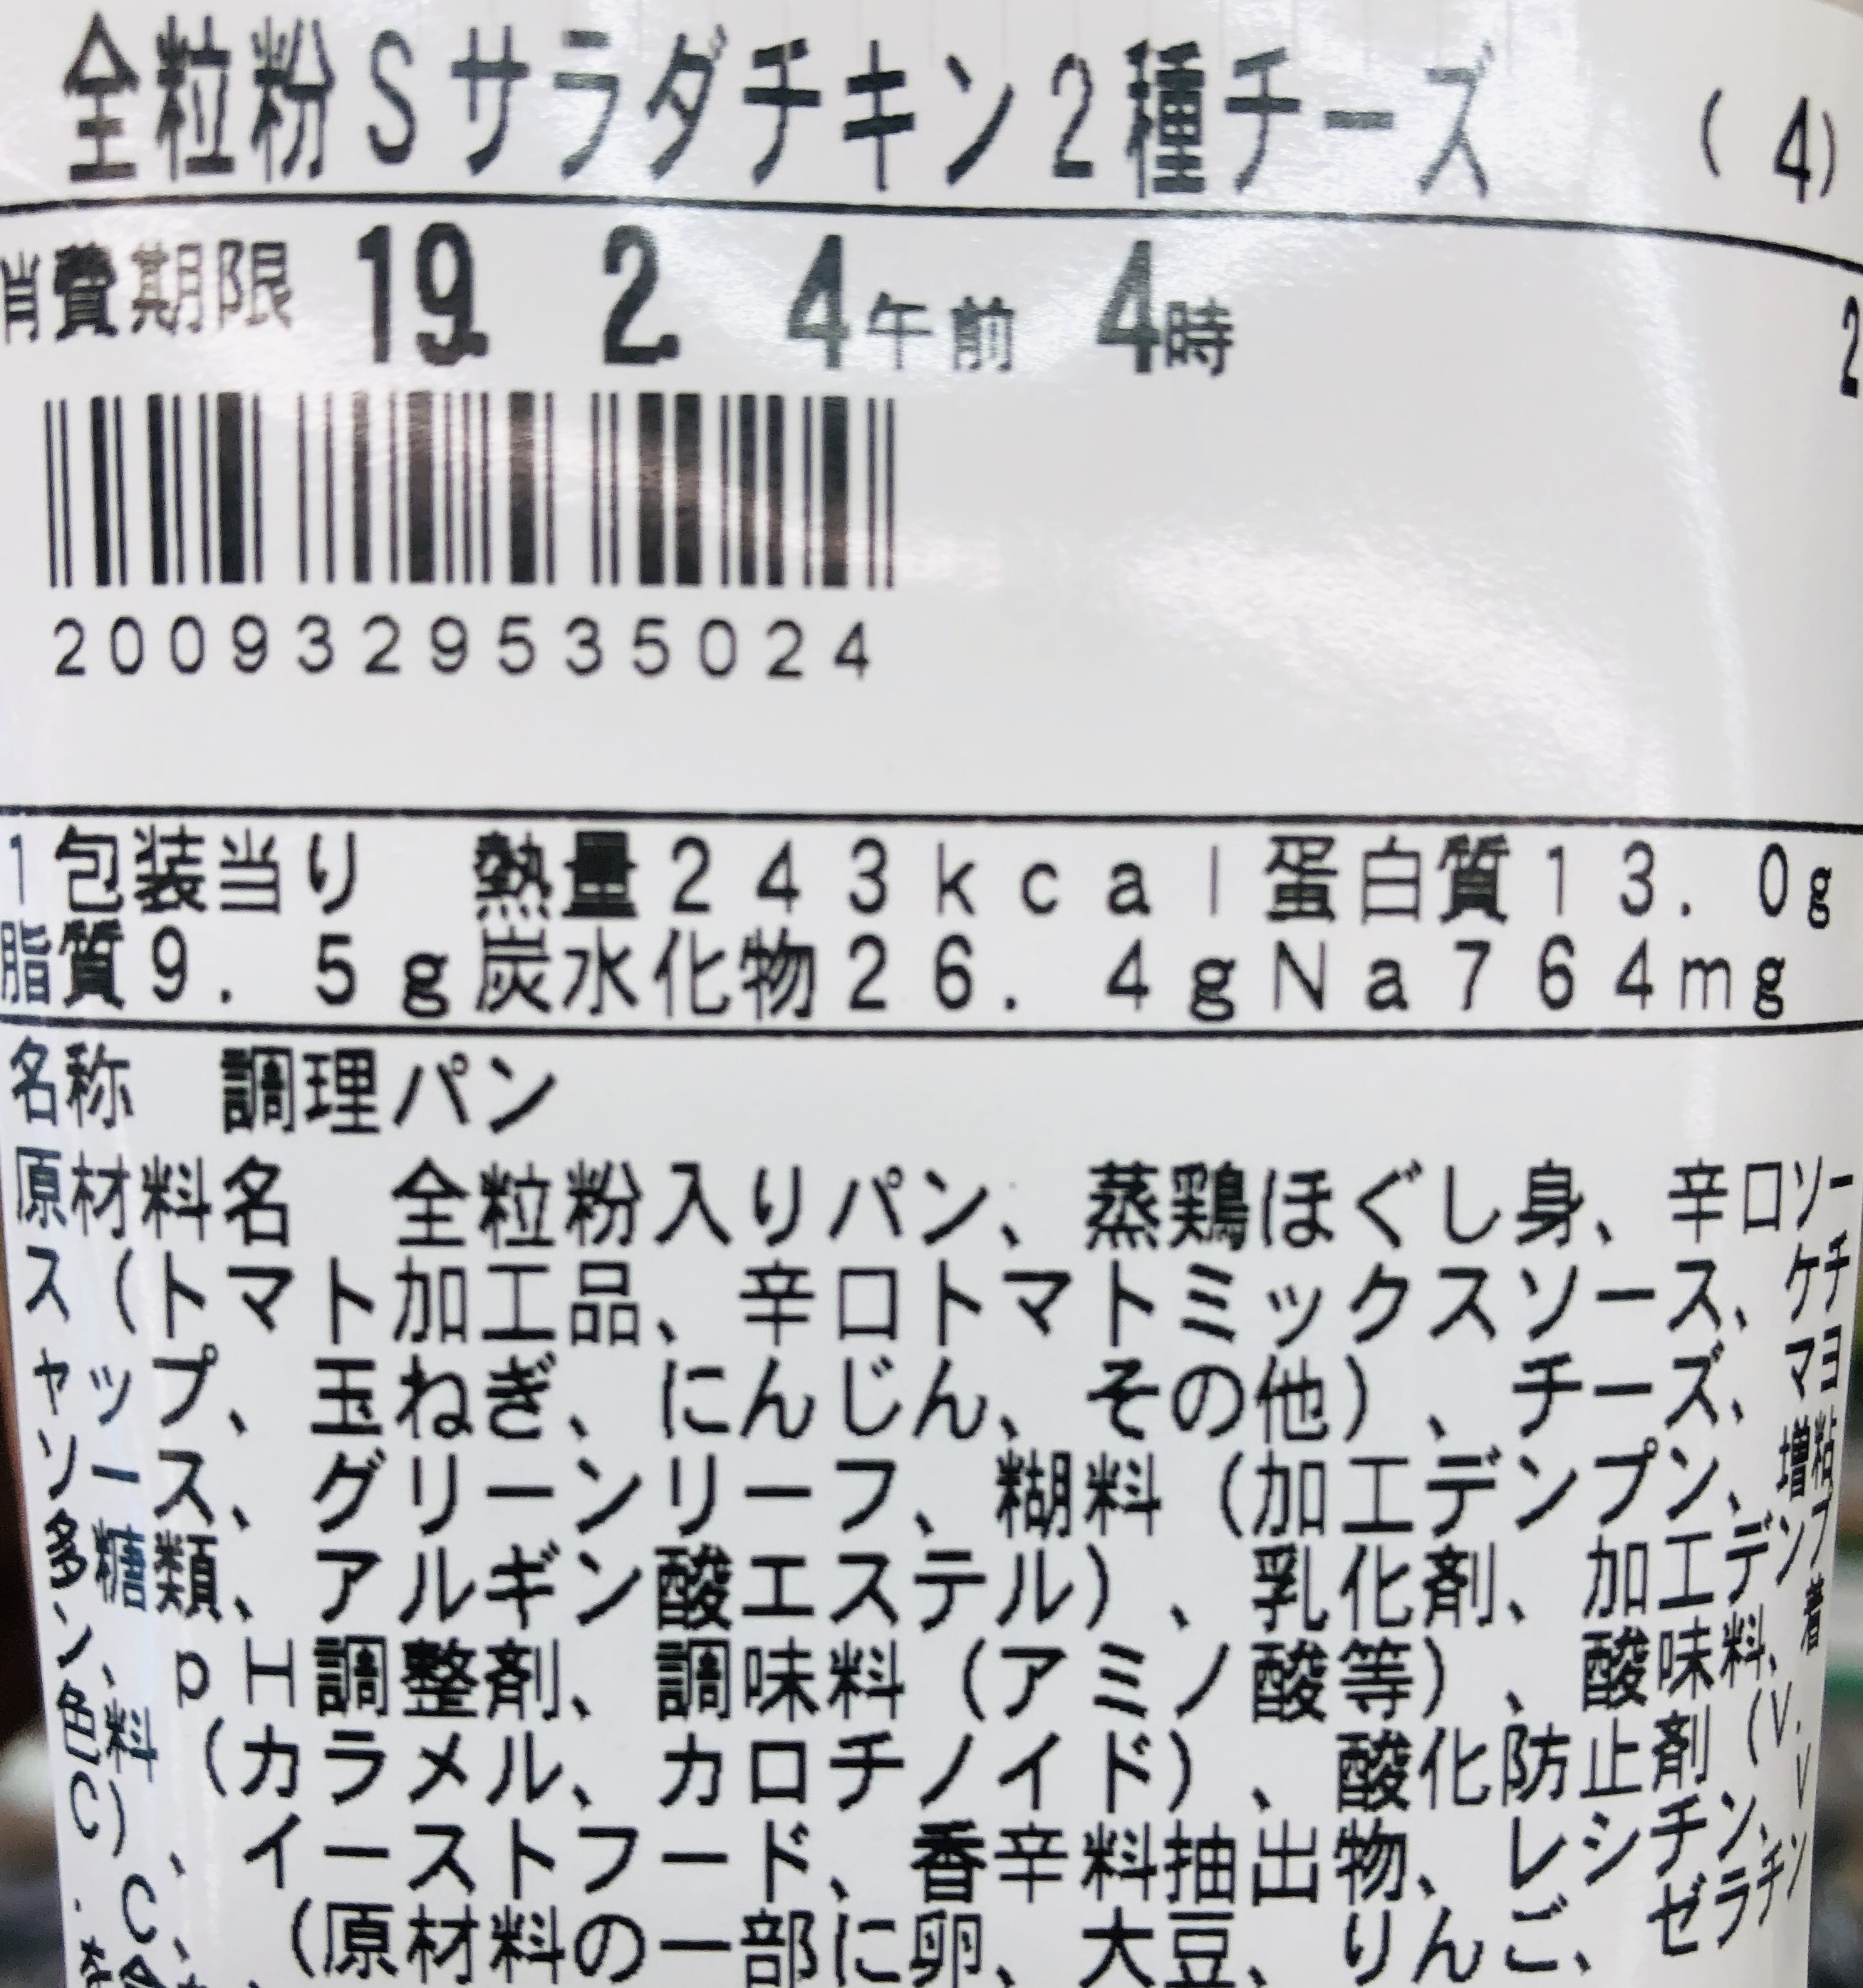 全粒粉Sサラダチキン2種チーズ (4)
消費期限 19. 2. 4午前 4時
2
2009329535024
1包装当り 熱量243kcal蛋白質13.0g
脂質9.5g炭水化物26.4gNa764mg
名称 調理パン
原材料名 全粒粉入りパン、蒸鶏ほぐし身、辛口ソー
ス(トマト加工品、辛口トマトミックスソース、ケチ
ャップ、玉ねぎ、にんじん、その他)、チーズ、マヨ
ソース、グリーンリーフ、糊料(加工デンプン、増粘
多糖類、アルギン酸エステル)、乳化剤、加工デンプ
ン、pH調整剤、調味料(アミノ酸等)、酸味料、着
色料(カラメル、カロチノイド)、酸化防止剤(V.
C)、イーストフード、香辛料抽出物、レシチン、V
.C、(原材料の一部に卵、大豆、りんご、ゼラチン